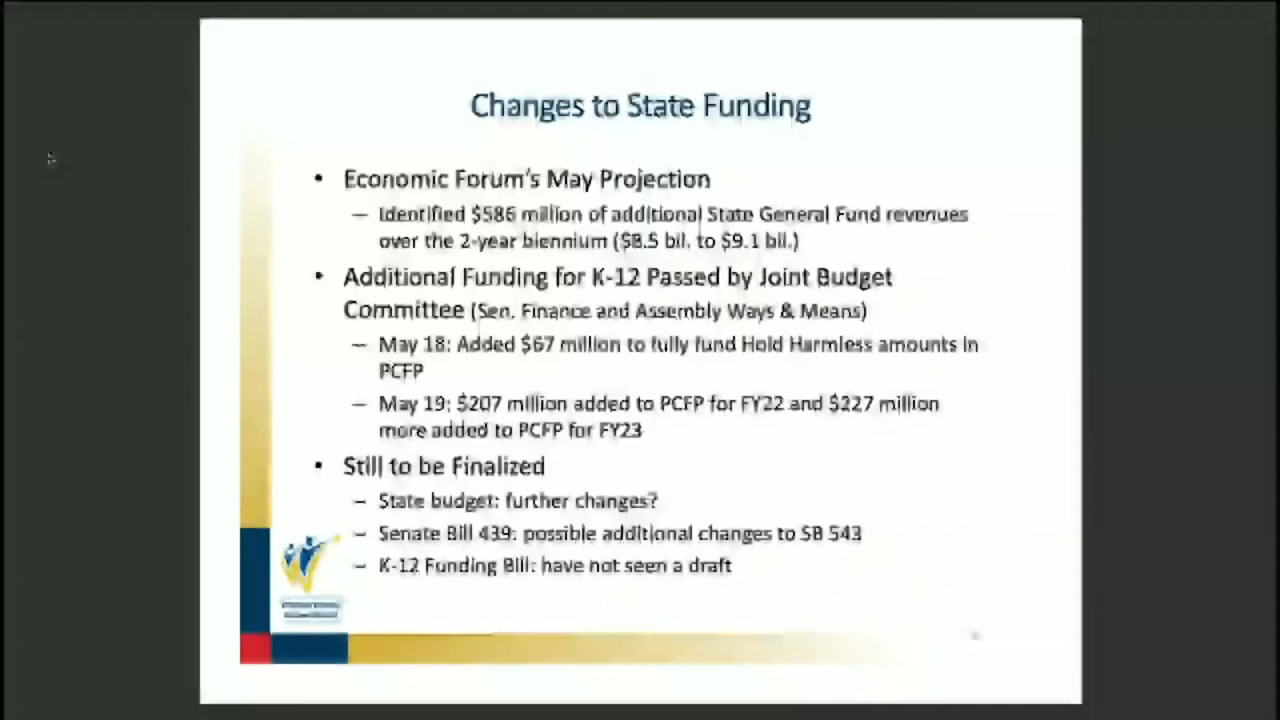 Changes to State Funding
• Economic Forum's May Projection
– Identified $586 million of additional State General Fund revenues
over the 2-year biennium ($8.5 bil. to $9.1 bil.)
• Additional Funding for K-12 Passed by Joint Budget
Committee (Sen. Finance and Assembly Ways & Means)
– May 18: Added $67 million to fully fund Hold Harmless amounts in
PCFP
– May 19: $207 million added to PCFP for FY22 and $227 million
more added to PCFP for FY23
• Still to be Finalized
– State budget: further changes?
– Senate Bill 439: possible additional changes to SB 543
– K-12 Funding Bill: have not seen a draft